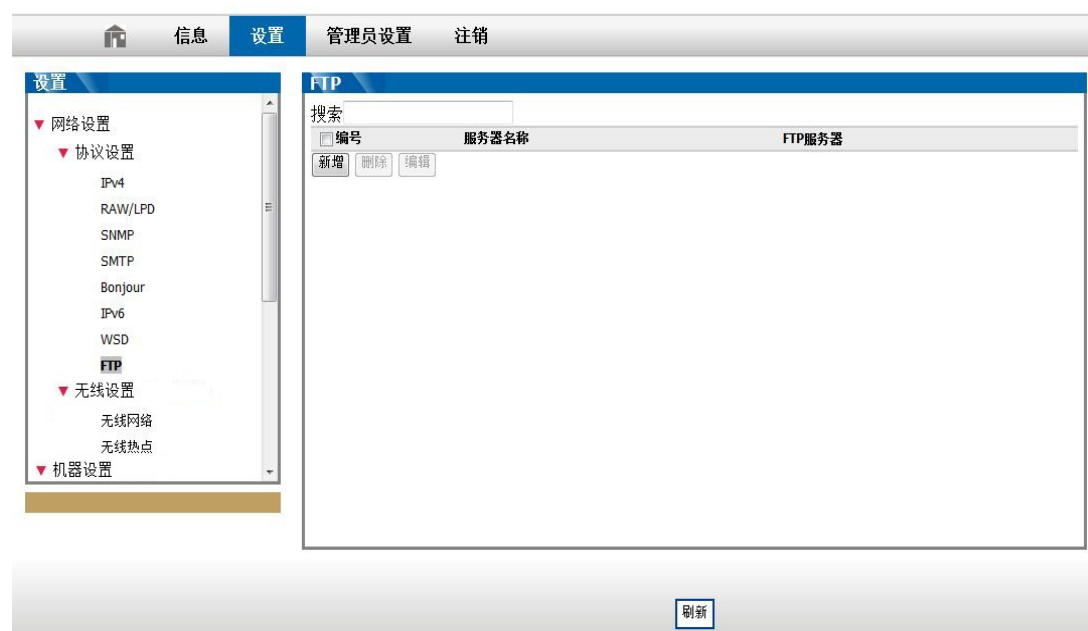 信息 设置 管理员设置 注销
设置
▼ 网络设置
▼ 协议设置
IPv4
RAW/LPD
SNMP
SMTP
Bonjour
IPv6
WSD
FTP
▼ 无线设置
无线网络
无线热点
▼ 机器设置
FTP
搜索
编号 服务器名称 FTP服务器
新增 删除 编辑
刷新